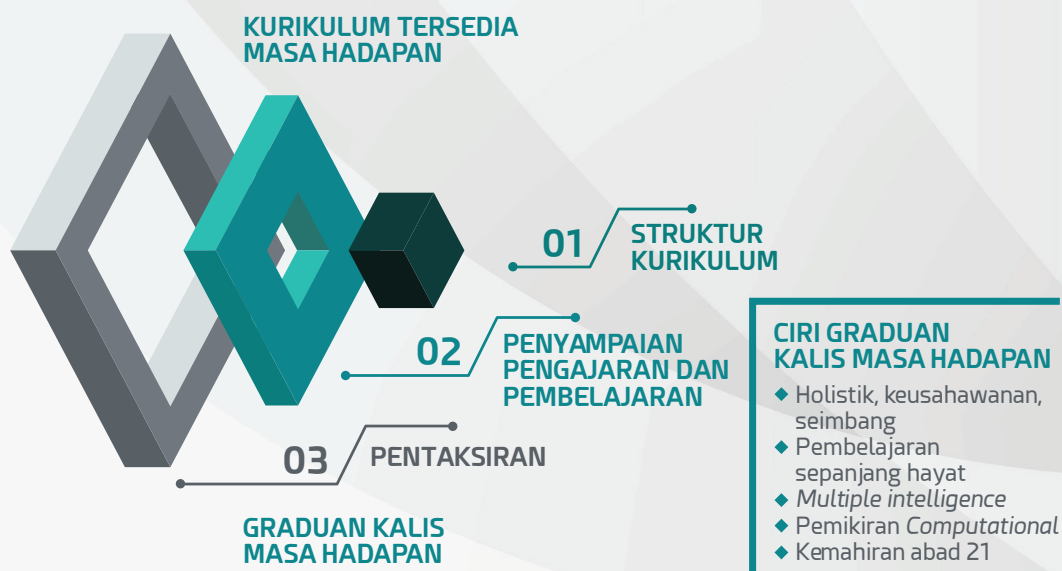 KURIKULUM TERSEDIA
MASA HADAPAN
01
STRUKTUR
KURIKULUM
02
PENYAMPAIAN
PENGAJARAN DAN
PEMBELAJARAN
03
PENTAKSIRAN
GRADUAN KALIS
MASA HADAPAN
CIRI GRADUAN
KALIS MASA HADAPAN
◆ Holistik, keusahawanan,
seimbang
◆ Pembelajaran
sepanjang hayat
◆ Multiple intelligence
◆ Pemikiran Computational
◆ Kemahiran abad 21